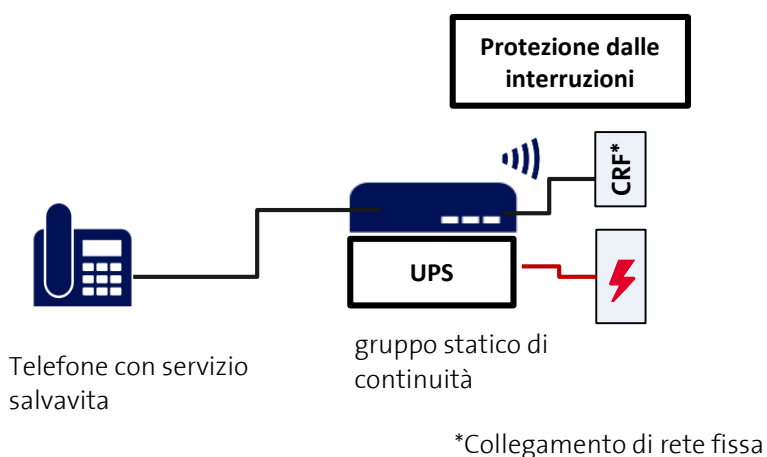 Protezione dalle
interruzioni
CRF*
UPS
gruppo statico di
continuità
Telefone con servizio
salvavita
*Collegamento di rete fissa